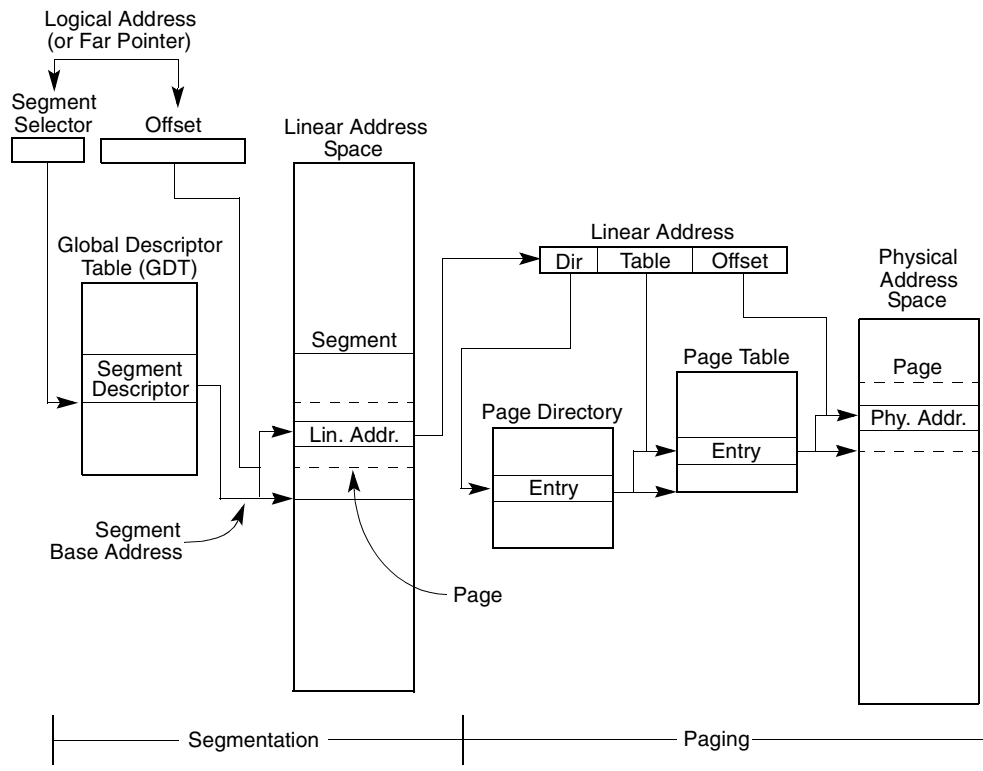 Logical Address
(or Far Pointer)
Segment
Selector
Offset
Linear Address
Space
Global Descriptor
Table (GDT)
Segment
Descriptor
Segment
Lin. Addr.
Segment
Base Address
Page
Linear Address
Dir
Table
Offset
Page Directory
Entry
Page Table
Entry
Physical
Address
Space
Page
Phy. Addr.
Segmentation
Paging